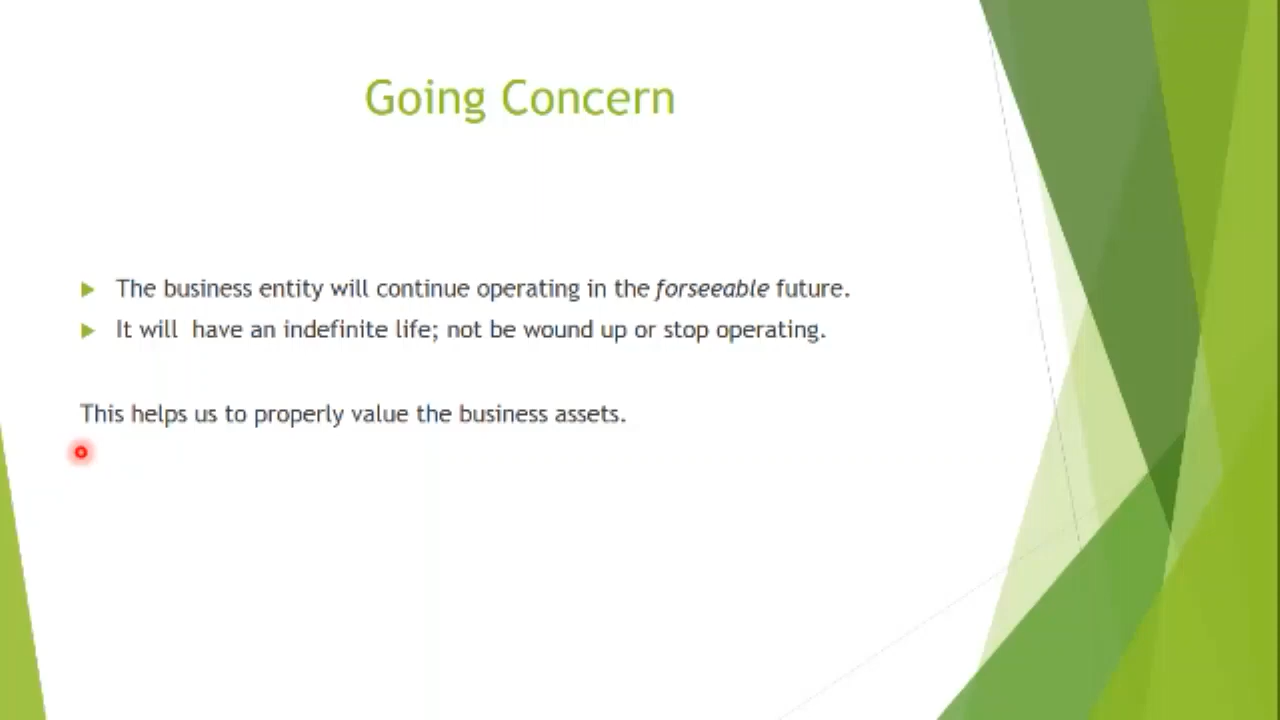 Going Concern
The business entity will continue operating in the forseeable future.
It will  have an indefinite life; not be wound up or stop operating.
This helps us to properly value the business assets.